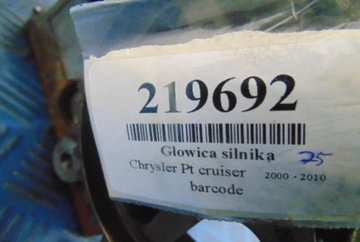 219692
Głowica silnika 75
Chrysler Pt cruiser 2000 - 2010
barcode